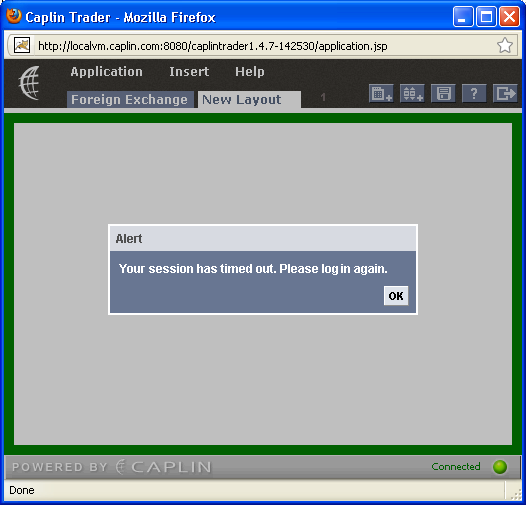 Caplin Trader - Mozilla Firefox
http://localvm.caplin.com:8080/caplintrader1.4.7-142530/application.jsp
Application Insert Help
Foreign Exchange New Layout 1
Alert
Your session has timed out. Please log in again.
OK
POWERED BY CAPLIN Connected
Done